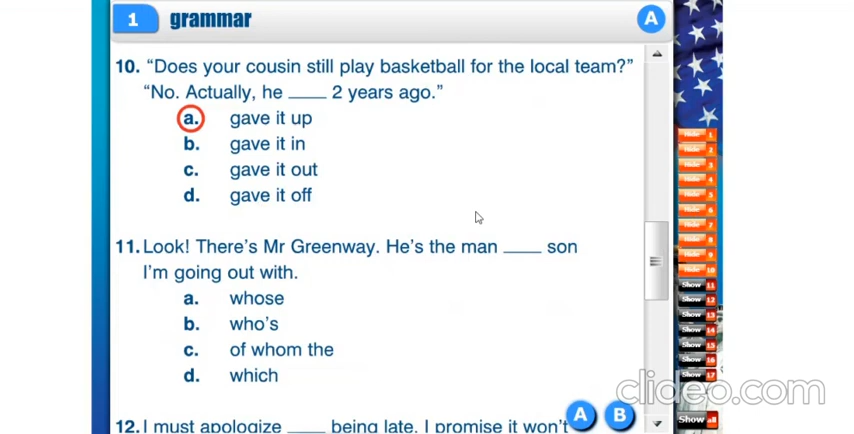 1 grammar A
10. "Does your cousin still play basketball for the local team?"
"No. Actually, he ____ 2 years ago."
a. gave it up
b. gave it in
c. gave it out
d. gave it off
11. Look! There's Mr Greenway. He's the man ____ son
I'm going out with.
a. whose
b. who's
c. of whom the
d. which
12. I must apologize ____ being late. I promise it won't
A B
Hide 1
Hide 2
Hide 3
Hide 4
Hide 5
Hide 6
Hide 7
Hide 8
Hide 9
Hide 10
Show 11
Show 12
Show 13
Show 14
Show 15
Show 16
Show 17
Show all
clideo.com